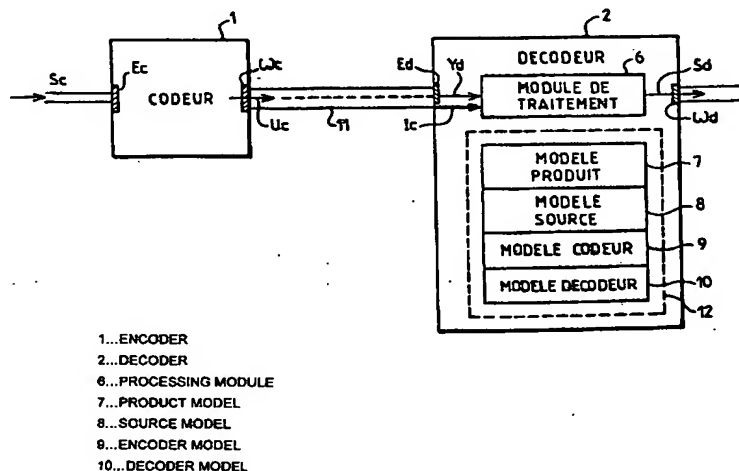 1
2
Sc
Ec
CODEUR
Wc
Uc
11
Ed
Yd
Ic
DECODEUR
6
MODULE DE
TRAITEMENT
Sd
Wd
MODELE
PRODUIT
7
MODELE
SOURCE
8
MODELE CODEUR
9
MODELE DECODEUR
10
12
1...ENCODER
2...DECODER
6...PROCESSING MODULE
7...PRODUCT MODEL
8...SOURCE MODEL
9...ENCODER MODEL
10...DECODER MODEL